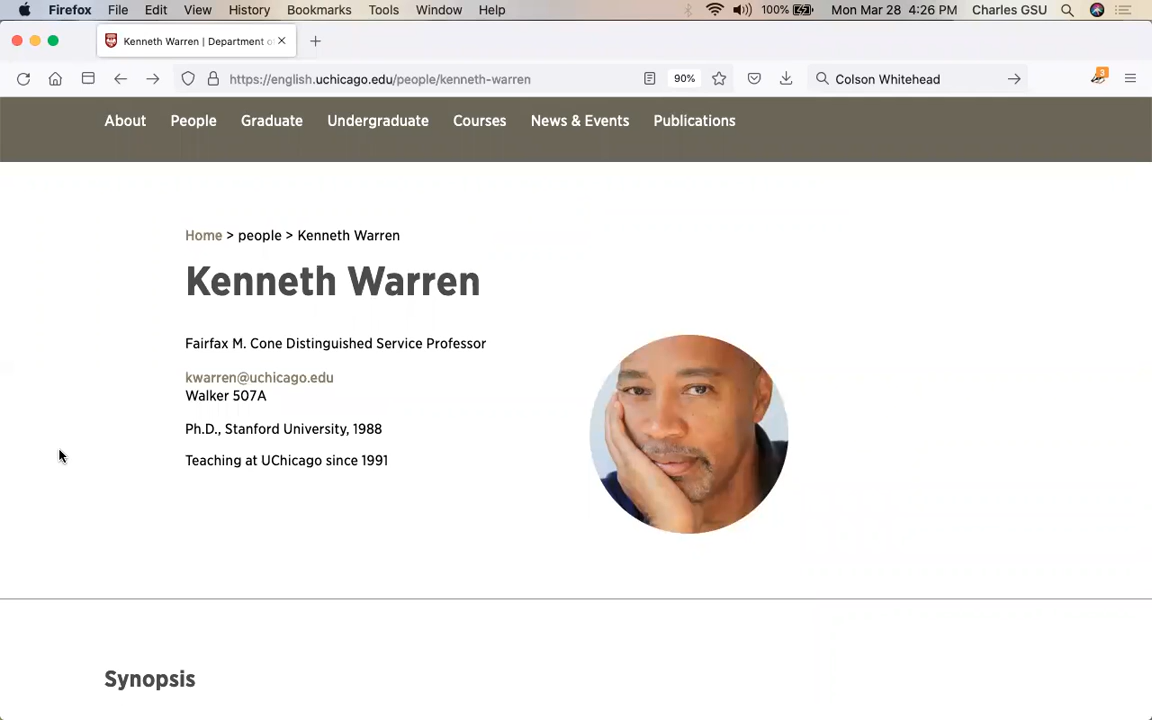 Firefox File Edit View History Bookmarks Tools Window Help 100% Mon Mar 28 4:26 PM Charles GSU
Kenneth Warren | Department o
https://english.uchicago.edu/people/kenneth-warren 90% Colson Whitehead 3
About People Graduate Undergraduate Courses News & Events Publications
Home > people > Kenneth Warren
Kenneth Warren
Fairfax M. Cone Distinguished Service Professor
kwarren@uchicago.edu
Walker 507A
Ph.D., Stanford University, 1988
Teaching at UChicago since 1991
Synopsis